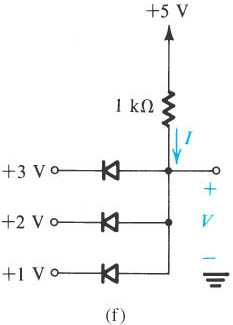 +5 V
1 kΩ
I
+3 V
+
+2 V
V
−
+1 V
(f)